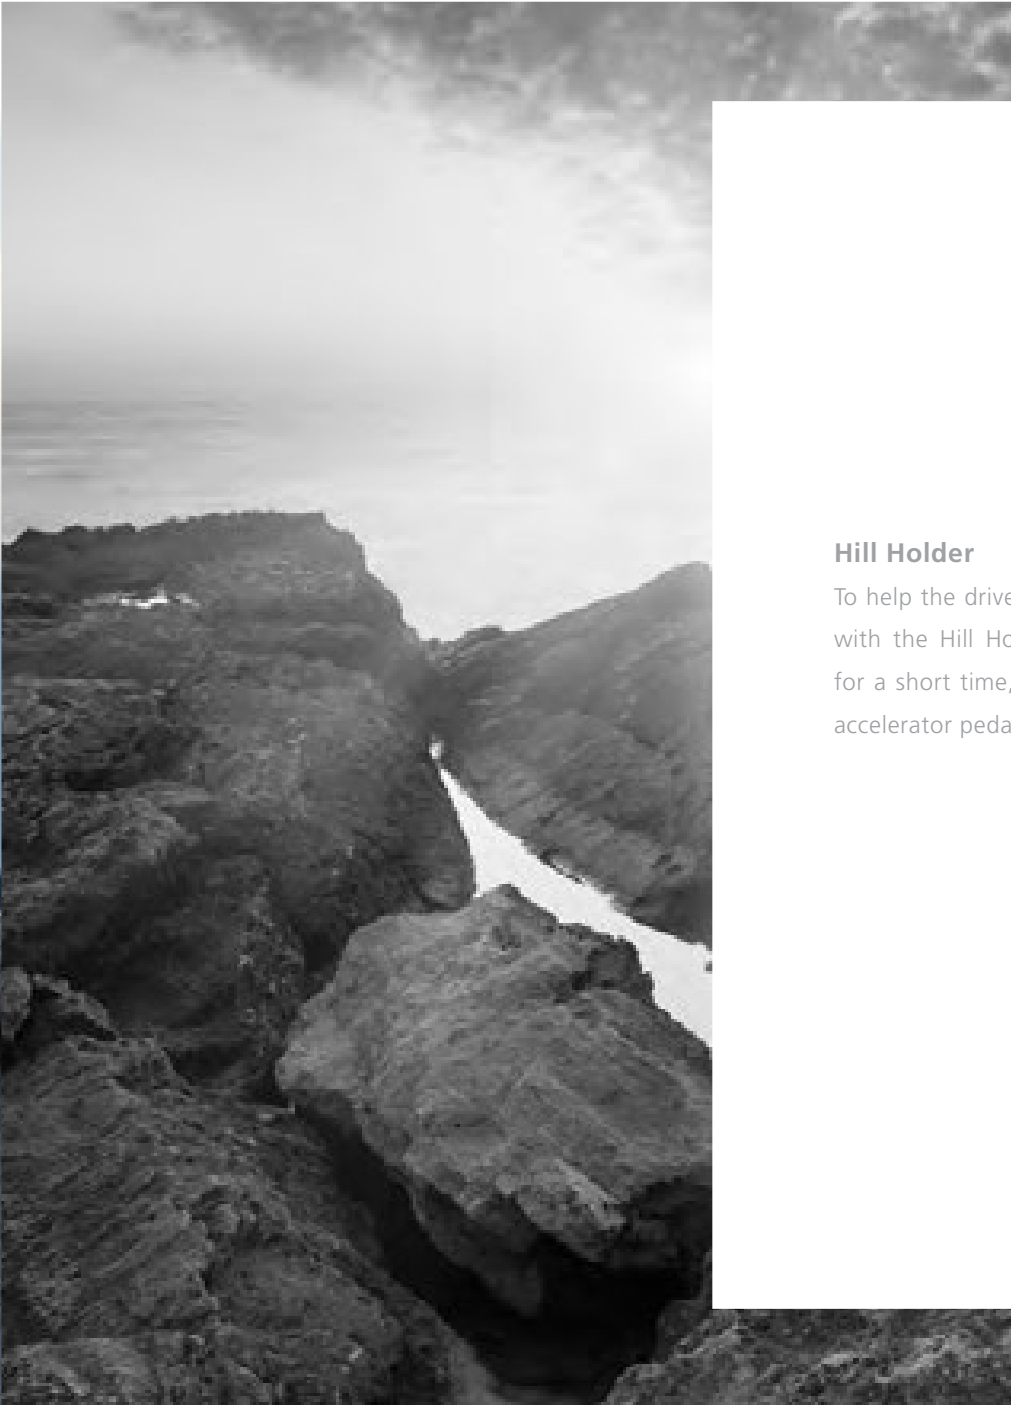 Hill Holder
To help the drive
with the Hill Ho
for a short time,
accelerator peda